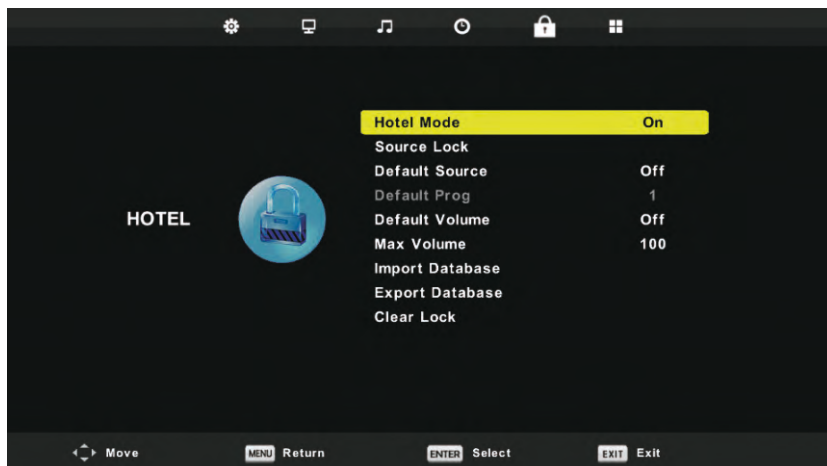 Hotel Mode On
Source Lock
Default Source Off
Default Prog 1
HOTEL
Default Volume Off
Max Volume 100
Import Database
Export Database
Clear Lock
Move MENU Return ENTER Select EXIT Exit